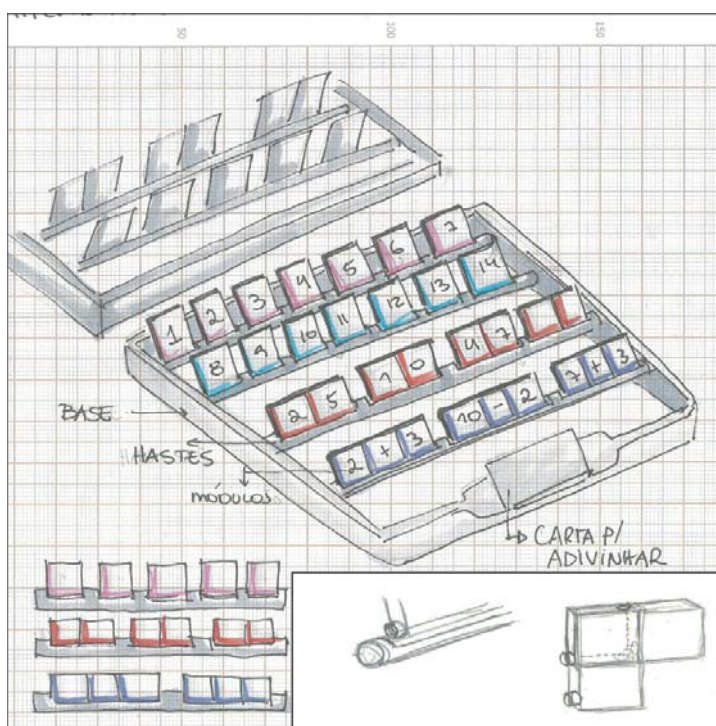 50 100 150
1 2 3 4 5 6 7
8 9 10 11 12 13 14
2 5 1 0 4 7
2 + 3 10 - 2 7 + 3
BASE
HASTES
MÓDULOS
CARTA P/
ADIVINHAR